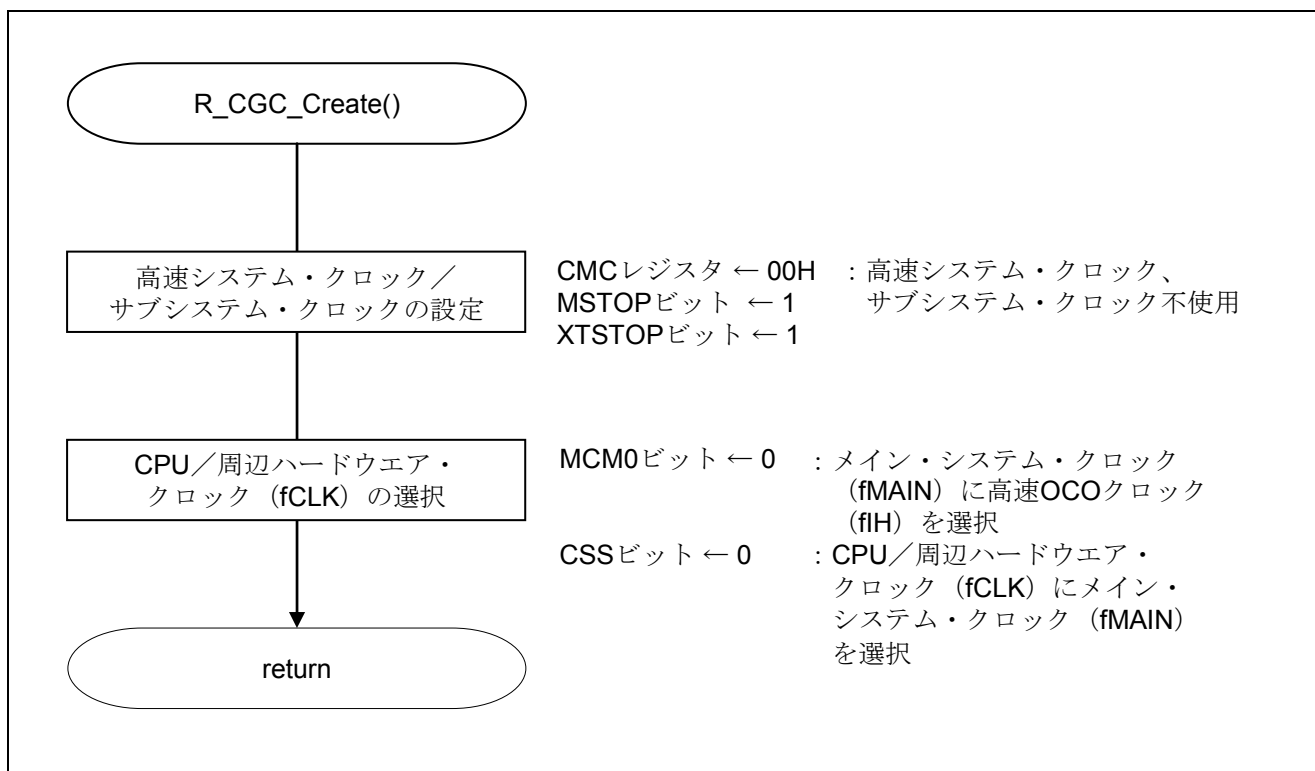 R_CGC_Create()
高速システム・クロック／
サブシステム・クロックの設定
CMCレジスタ ← 00H ：高速システム・クロック、
MSTOPビット ← 1 サブシステム・クロック不使用
XTSTOPビット ← 1
CPU／周辺ハードウエア・
クロック（fCLK）の選択
MCM0ビット ← 0 ：メイン・システム・クロック
（fMAIN）に高速OCOクロック
（fIH）を選択
CSSビット ← 0 ：CPU／周辺ハードウエア・
クロック（fCLK）にメイン・
システム・クロック（fMAIN）
を選択
return